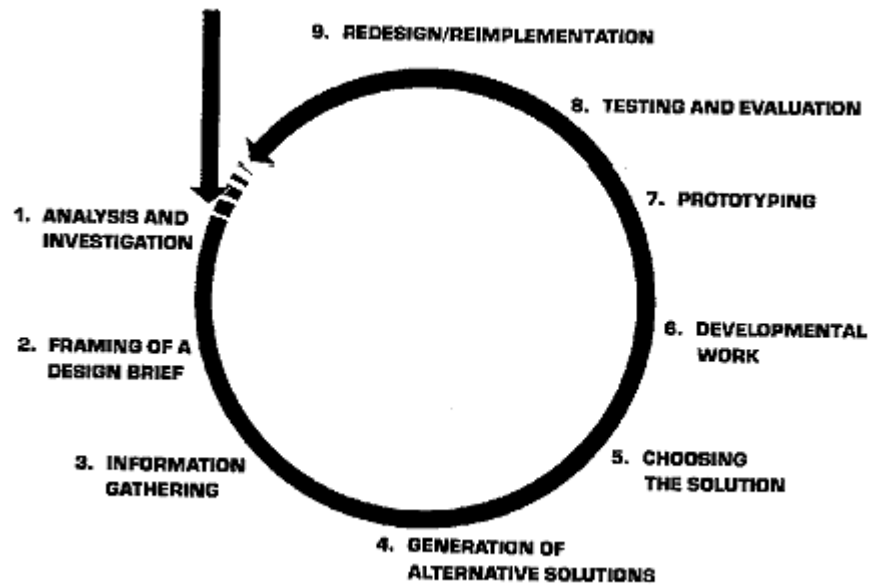 9. REDESIGN/REIMPLEMENTATION
8. TESTING AND EVALUATION
7. PROTOTYPING
1. ANALYSIS AND
INVESTIGATION
6. DEVELOPMENTAL
WORK
2. FRAMING OF A
DESIGN BRIEF
5. CHOOSING
THE SOLUTION
3. INFORMATION
GATHERING
4. GENERATION OF
ALTERNATIVE SOLUTIONS